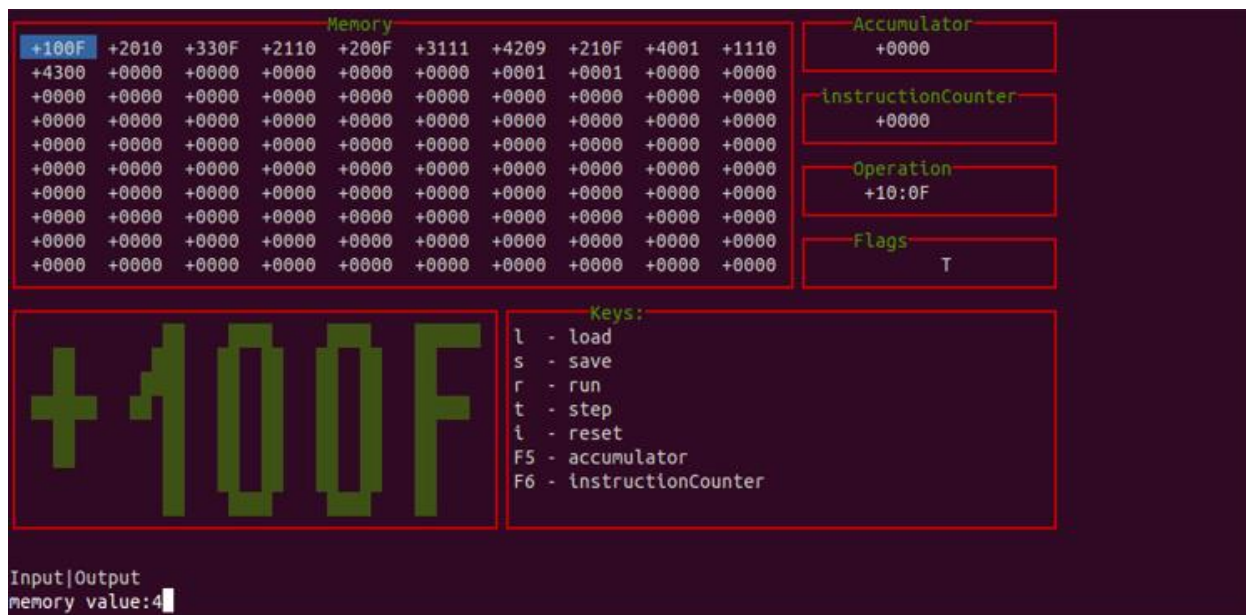 Memory
+100F +2010 +330F +2110 +200F +3111 +4209 +210F +4001 +1110
+4300 +0000 +0000 +0000 +0000 +0000 +0001 +0001 +0000 +0000
+0000 +0000 +0000 +0000 +0000 +0000 +0000 +0000 +0000 +0000
+0000 +0000 +0000 +0000 +0000 +0000 +0000 +0000 +0000 +0000
+0000 +0000 +0000 +0000 +0000 +0000 +0000 +0000 +0000 +0000
+0000 +0000 +0000 +0000 +0000 +0000 +0000 +0000 +0000 +0000
+0000 +0000 +0000 +0000 +0000 +0000 +0000 +0000 +0000 +0000
+0000 +0000 +0000 +0000 +0000 +0000 +0000 +0000 +0000 +0000
+0000 +0000 +0000 +0000 +0000 +0000 +0000 +0000 +0000 +0000
+0000 +0000 +0000 +0000 +0000 +0000 +0000 +0000 +0000 +0000
Accumulator
+0000
instructionCounter
+0000
Operation
+10:0F
Flags
T
+100F
Keys:
l - load
s - save
r - run
t - step
i - reset
F5 - accumulator
F6 - instructionCounter
Input|Output
memory value:4